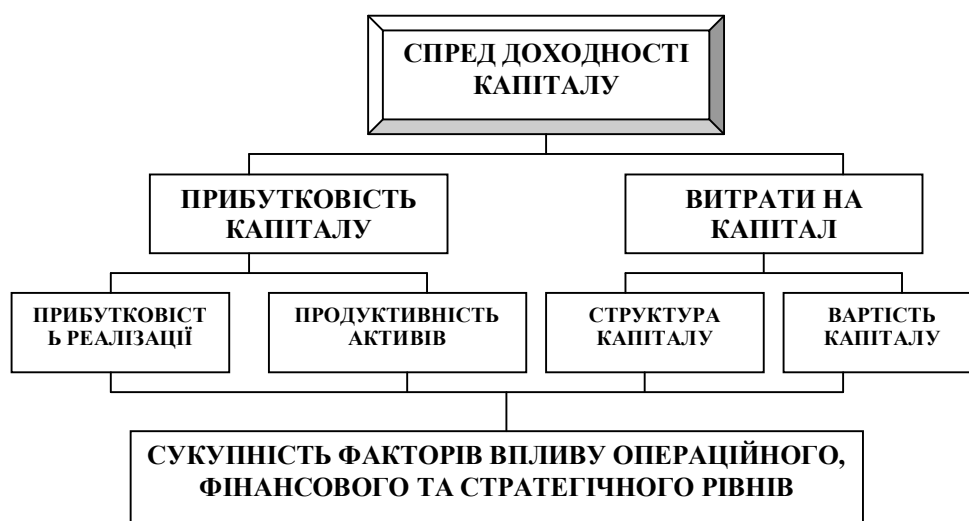 СПРЕД ДОХОДНОСТІ
КАПІТАЛУ
ПРИБУТКОВІСТЬ
КАПІТАЛУ
ВИТРАТИ НА
КАПІТАЛ
ПРИБУТКОВІСТ
Ь РЕАЛІЗАЦІЇ
ПРОДУКТИВНІСТЬ
АКТИВІВ
СТРУКТУРА
КАПІТАЛУ
ВАРТІСТЬ
КАПІТАЛУ
СУКУПНІСТЬ ФАКТОРІВ ВПЛИВУ ОПЕРАЦІЙНОГО,
ФІНАНСОВОГО ТА СТРАТЕГІЧНОГО РІВНІВ